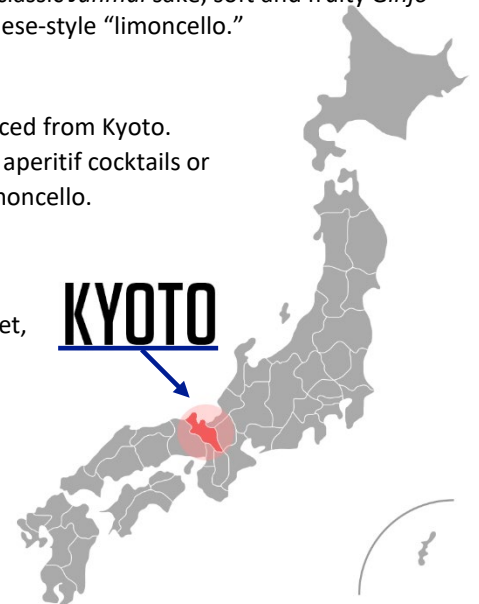 classic Junmai sake, soft and fruity Ginjo
ese-style “limoncello.”
ced from Kyoto.
aperitif cocktails or
moncello.
et,
KYOTO